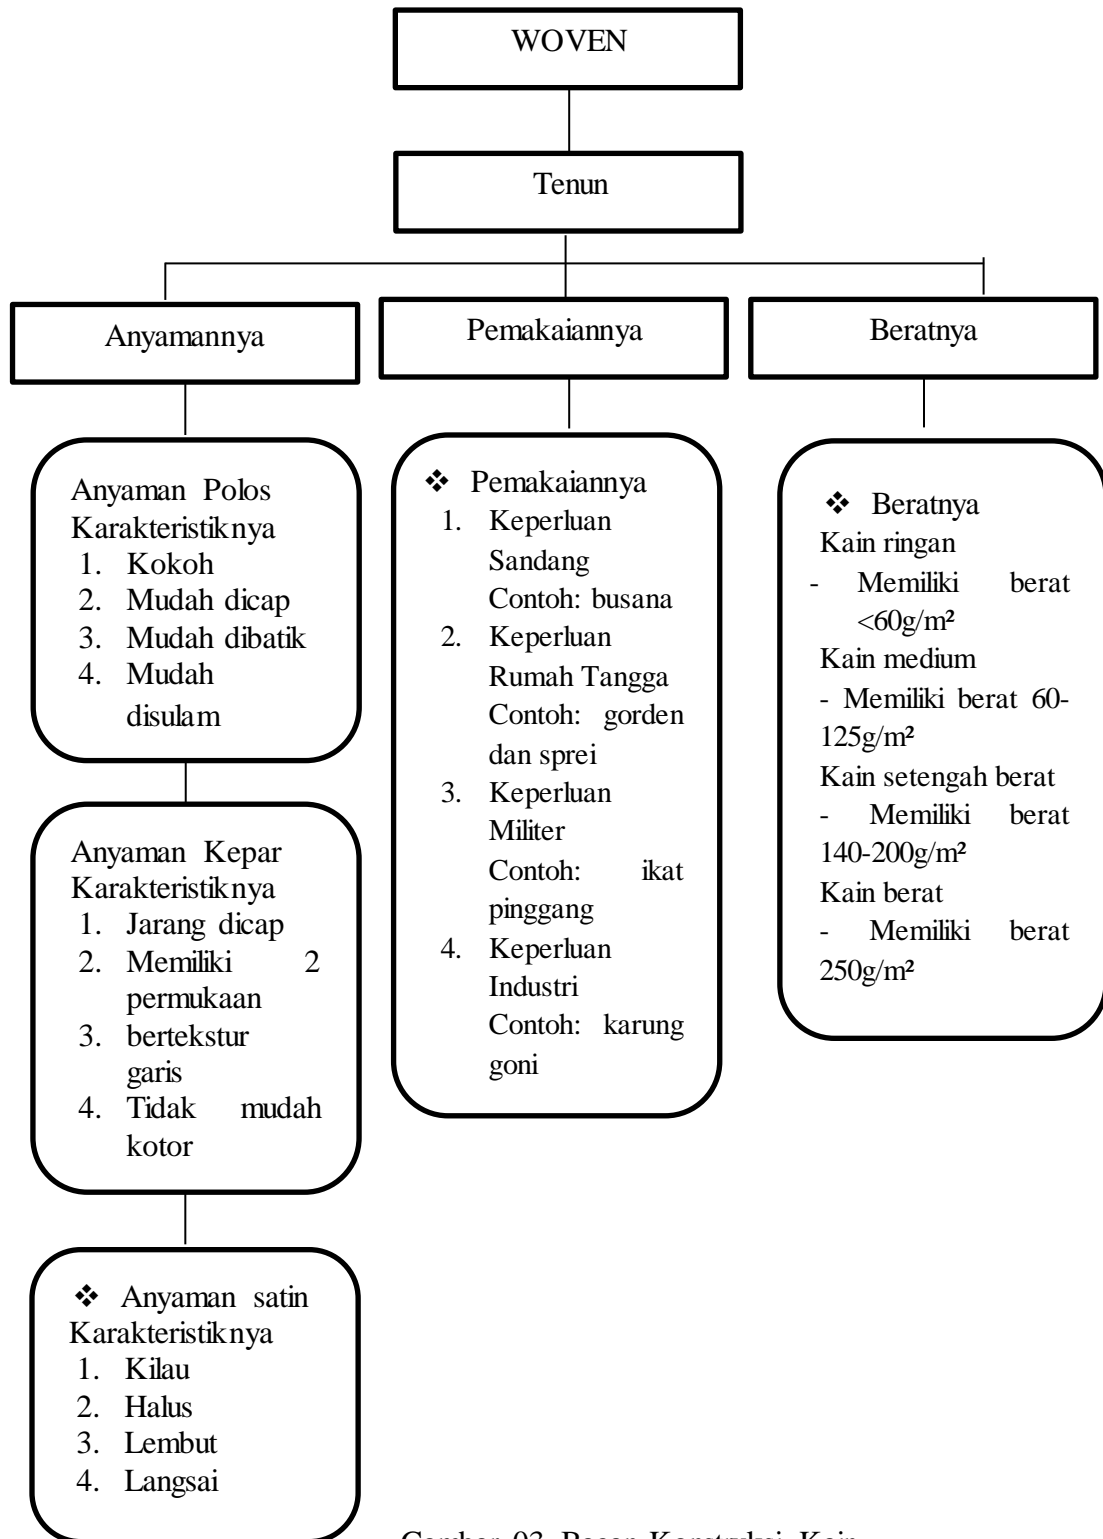 WOVEN
Tenun
Anyamannya
Pemakaiannya
Beratnya
Anyaman Polos
Karakteristiknya
1. Kokoh
2. Mudah dicap
3. Mudah dibatik
4. Mudah
disulam
Anyaman Kepar
Karakteristiknya
1. Jarang dicap
2. Memiliki 2
permukaan
3. bertekstur
garis
4. Tidak mudah
kotor
❖ Anyaman satin
Karakteristiknya
1. Kilau
2. Halus
3. Lembut
4. Langsai
❖ Pemakaiannya
1. Keperluan
Sandang
Contoh: busana
2. Keperluan
Rumah Tangga
Contoh: gorden
dan sprei
3. Keperluan
Militer
Contoh: ikat
pinggang
4. Keperluan
Industri
Contoh: karung
goni
❖ Beratnya
Kain ringan
- Memiliki berat
<60g/m²
Kain medium
- Memiliki berat 60-
125g/m²
Kain setengah berat
- Memiliki berat
140-200g/m²
Kain berat
- Memiliki berat
250g/m²
Gambar 03. Bagan Konstruksi Kain